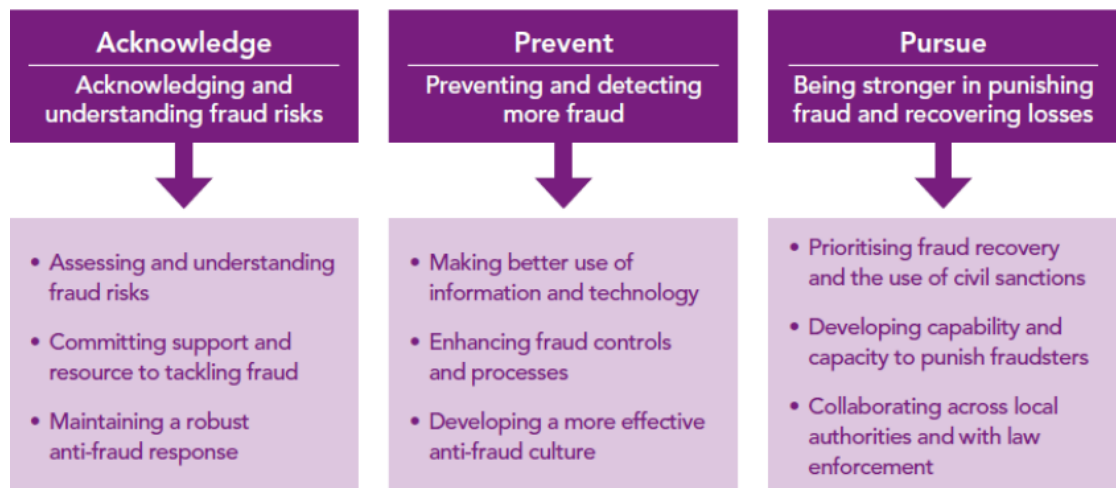 Acknowledge
Acknowledging and
understanding fraud risks
• Assessing and understanding
fraud risks
• Committing support and
resource to tackling fraud
• Maintaining a robust
anti-fraud response
Prevent
Preventing and detecting
more fraud
• Making better use of
information and technology
• Enhancing fraud controls
and processes
• Developing a more effective
anti-fraud culture
Pursue
Being stronger in punishing
fraud and recovering losses
• Prioritising fraud recovery
and the use of civil sanctions
• Developing capability and
capacity to punish fraudsters
• Collaborating across local
authorities and with law
enforcement